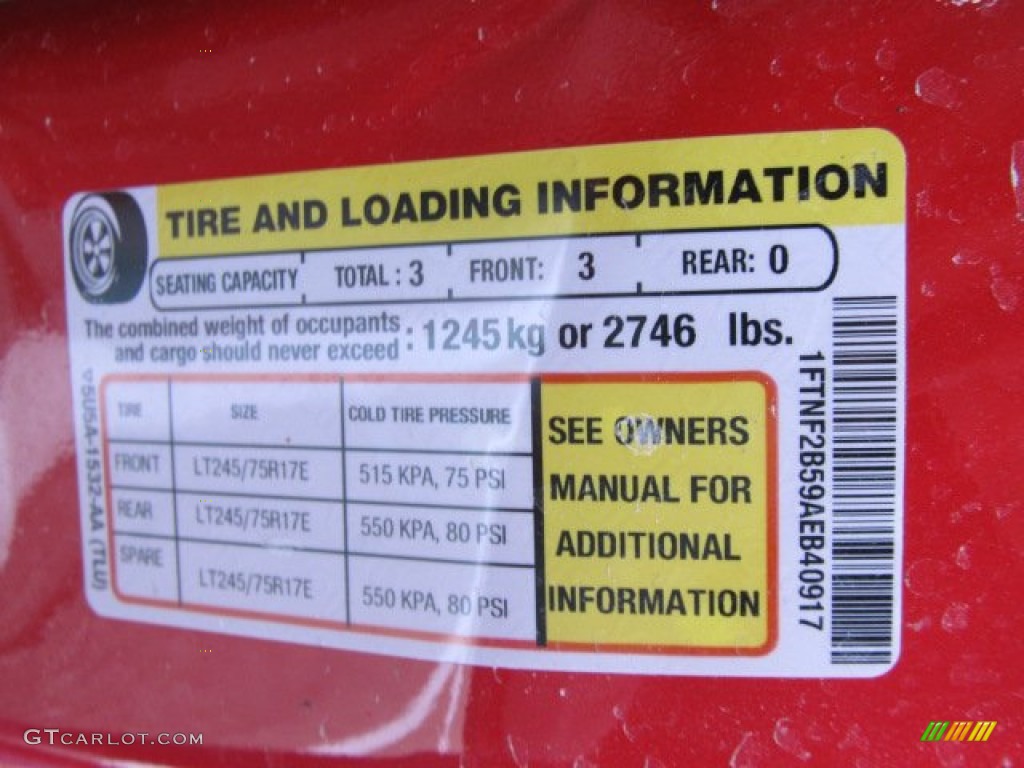 TIRE AND LOADING INFORMATION
SEATING CAPACITY TOTAL : 3 FRONT: 3 REAR: 0
The combined weight of occupants
and cargo should never exceed : 1245 kg or 2746 lbs.
TIRE SIZE COLD TIRE PRESSURE
FRONT LT245/75R17E 515 KPA, 75 PSI
REAR LT245/75R17E 550 KPA, 80 PSI
SPARE LT245/75R17E 550 KPA, 80 PSI
SEE OWNERS
MANUAL FOR
ADDITIONAL
INFORMATION
5U5A-1532-AA (TLU)
1FTNF2B59AEB40917
GTCARLOT.COM